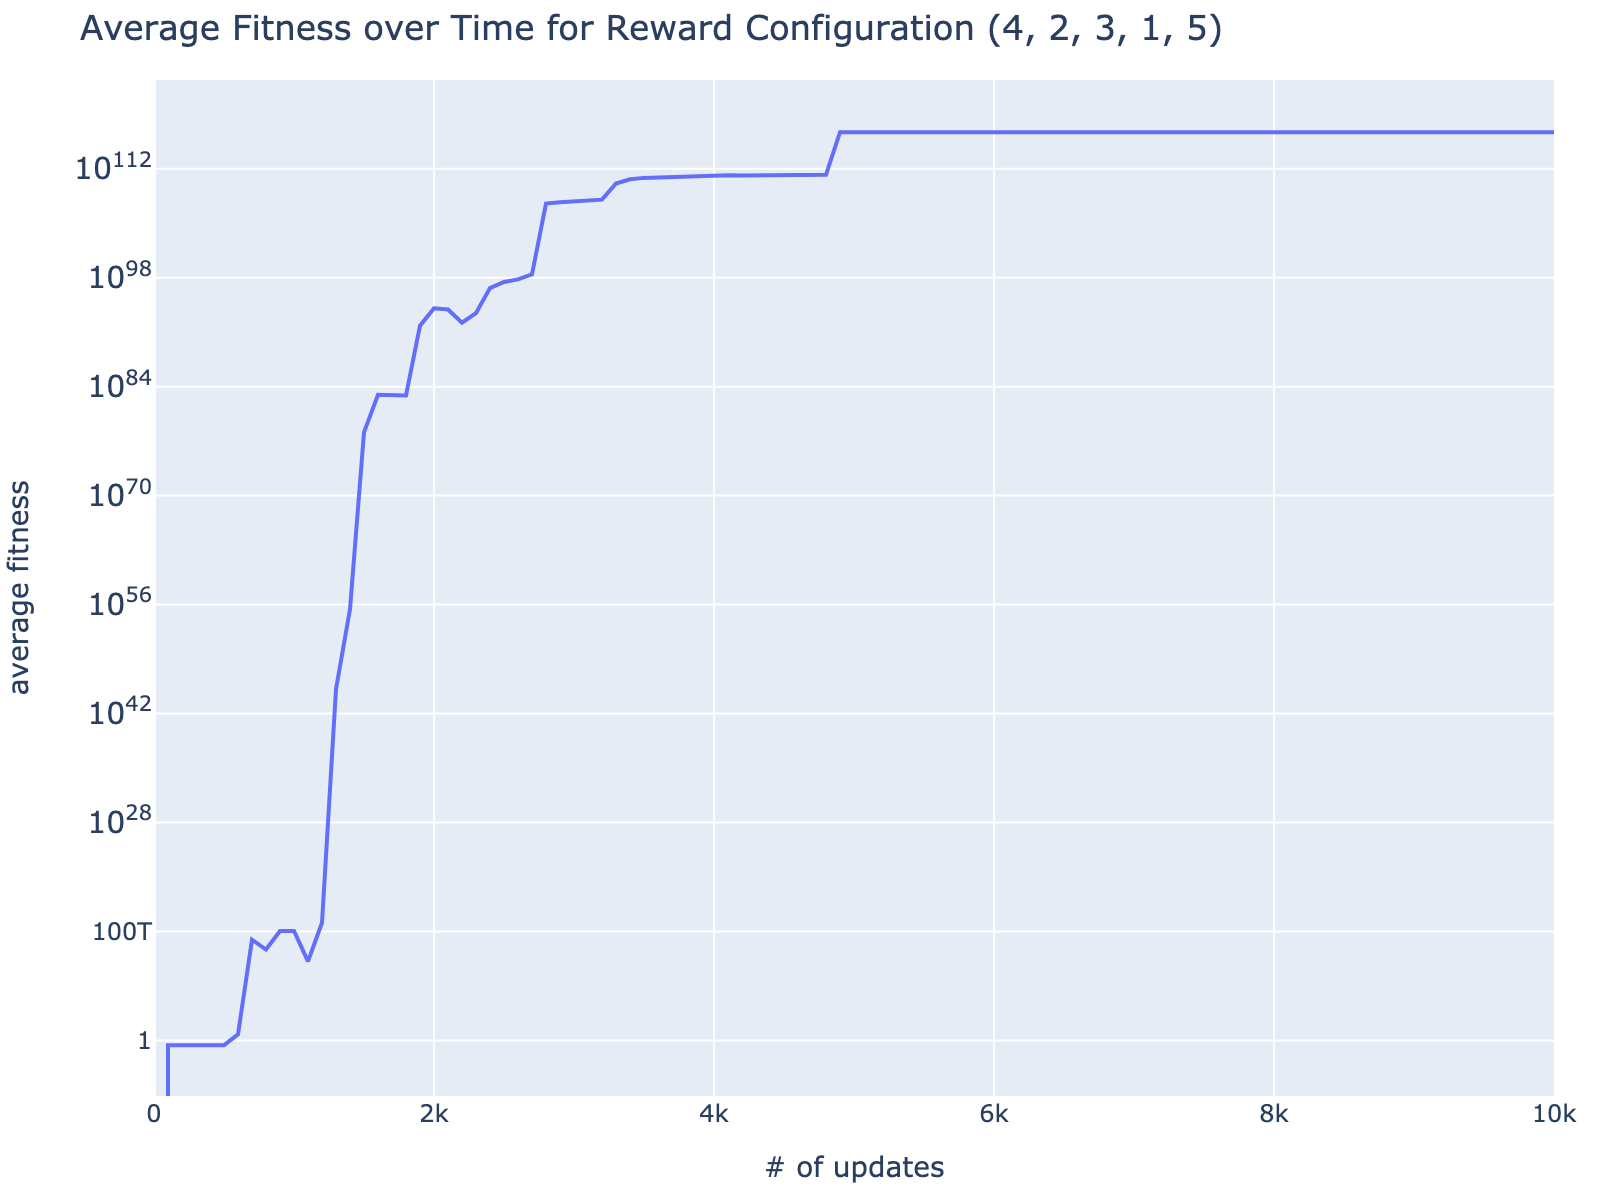 Average Fitness over Time for Reward Configuration (4, 2, 3, 1, 5)
10^112
10^98
10^84
10^70
10^56
10^42
10^28
100T
1
average fitness
0 2k 4k 6k 8k 10k
# of updates